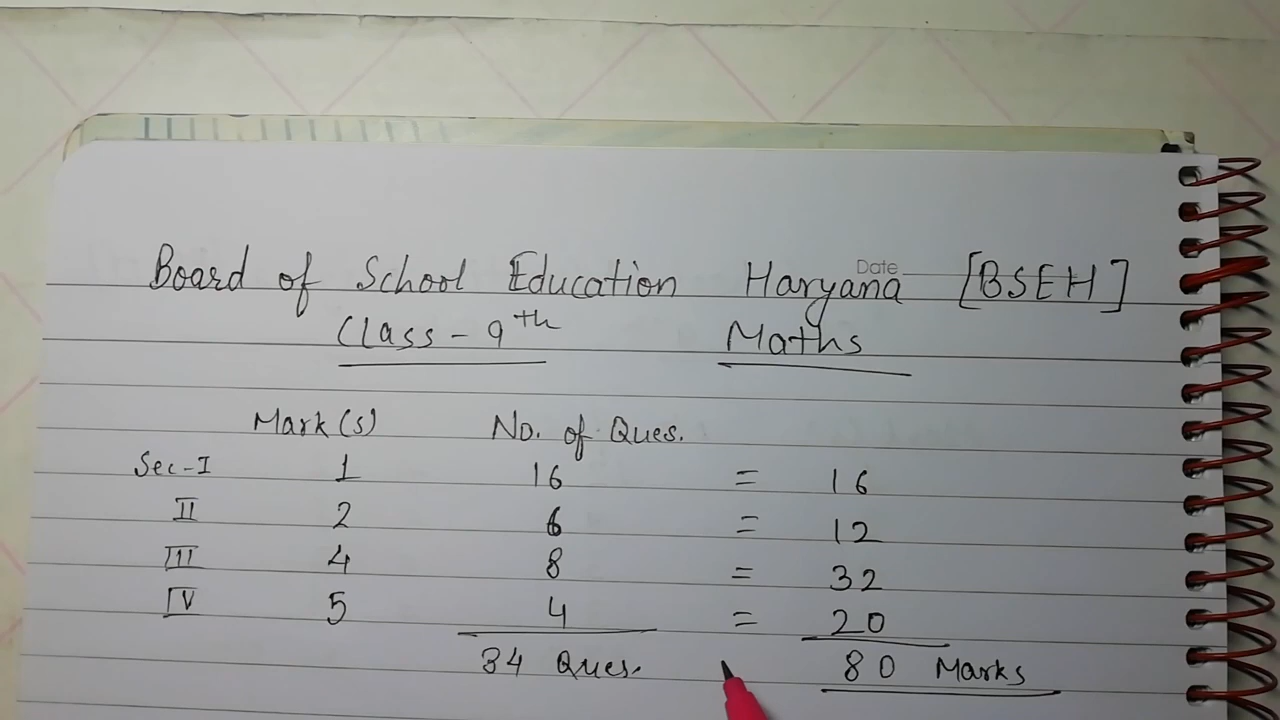 Date
Board of School Education Haryana [BSEH]
Class - 9th Maths
Mark(s) No. of Ques.
Sec-I 1 16 = 16
II 2 6 = 12
III 4 8 = 32
IV 5 4 = 20
34 Ques. 80 Marks